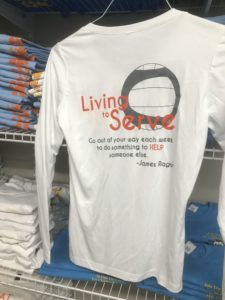 Living
to
Serve
Go out of your way each week
to do something to HELP
someone else.